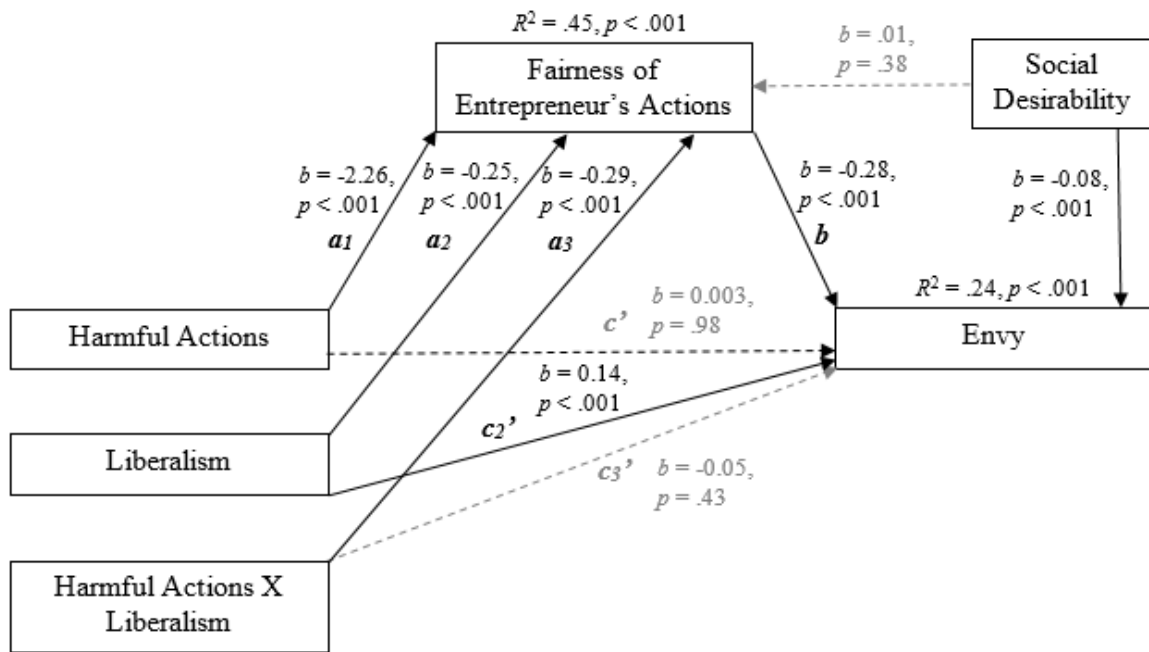 R² = .45, p < .001
Fairness of
Entrepreneur's Actions
b = .01,
p = .38
Social
Desirability
b = -2.26,
p < .001
a1
b = -0.25,
p < .001
a2
b = -0.29,
p < .001
a3
b = -0.28,
p < .001
b
b = -0.08,
p < .001
R² = .24, p < .001
Envy
Harmful Actions
c'
b = 0.003,
p = .98
b = 0.14,
p < .001
c2'
Liberalism
c3'
b = -0.05,
p = .43
Harmful Actions X
Liberalism